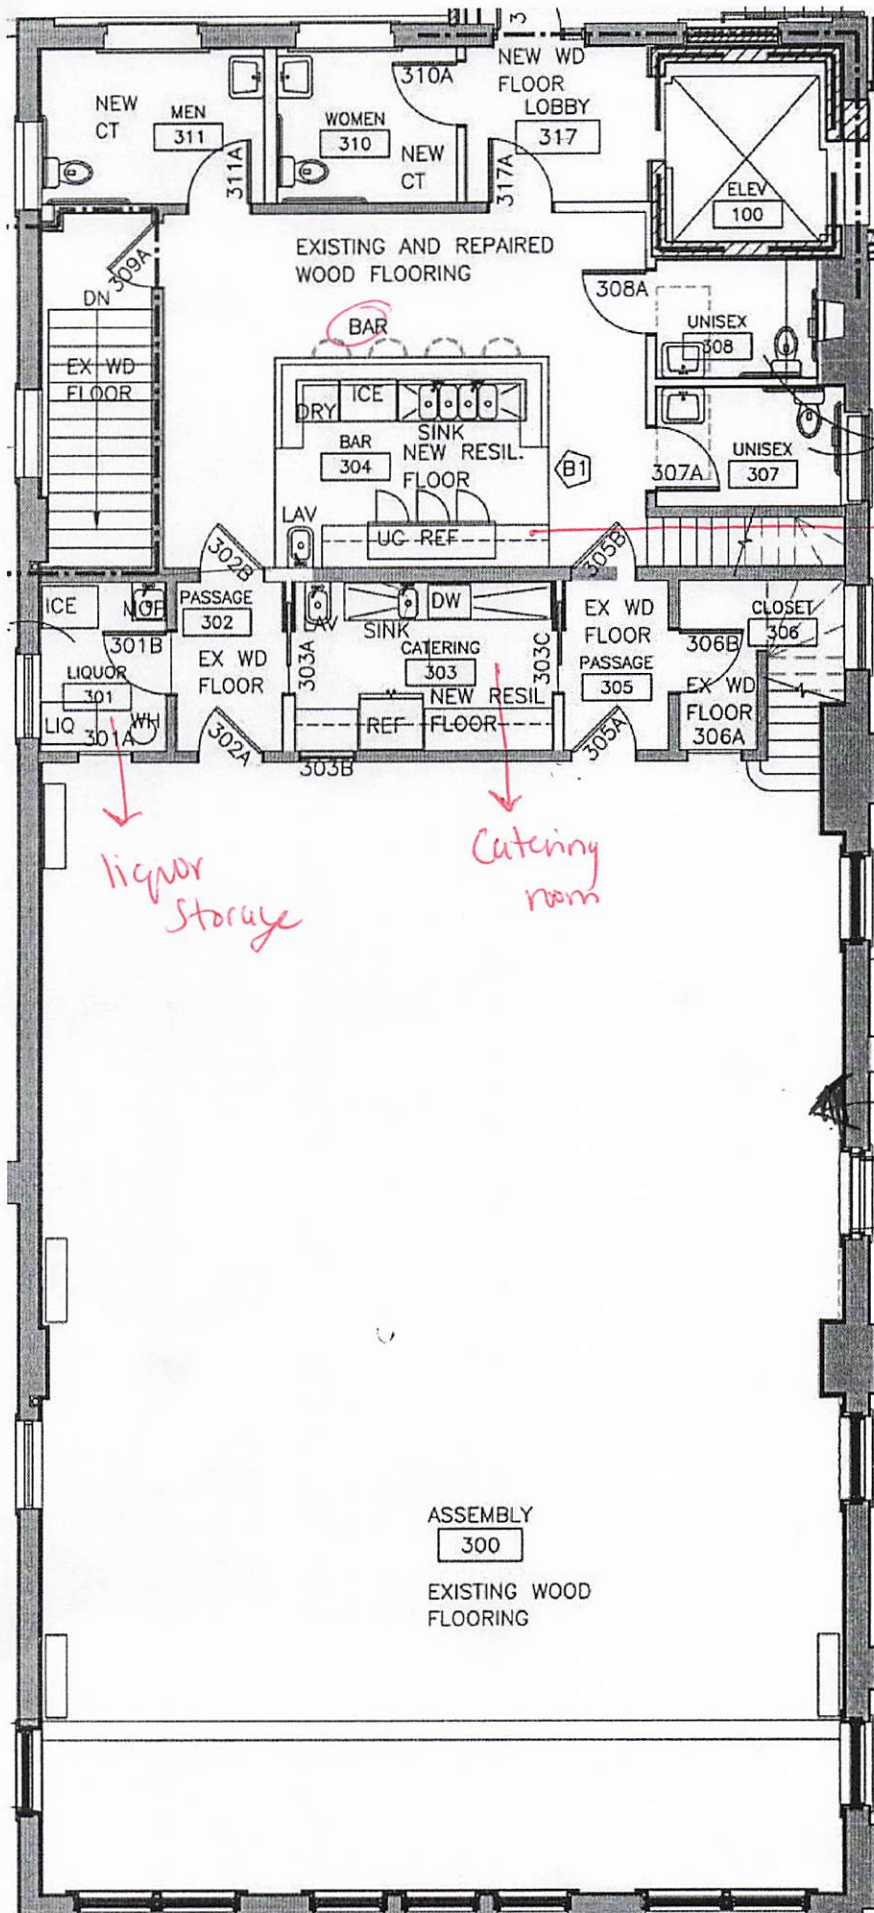 3
NEW WD
FLOOR
LOBBY
317
317A
310A
NEW
CT
MEN
311
311A
WOMEN
310
NEW
CT
ELEV
100
309A
DN
EX WD
FLOOR
EXISTING AND REPAIRED
WOOD FLOORING
308A
UNISEX
308
BAR
DRY
ICE
SINK
BAR
304
NEW RESIL.
FLOOR
B1
307A
UNISEX
307
LAV
UC REF
302B
305B
ICE
MOP
301B
LIQUOR
301
LIQ
WH
301A
PASSAGE
302
EX WD
FLOOR
302A
303A
LAV
SINK
DW
CATERING
303
303C
NEW RESIL
FLOOR
REF
303B
EX WD
FLOOR
PASSAGE
305
305A
CLOSET
306
306B
EX WD
FLOOR
306A
liquor
Storage
Catering
room
ASSEMBLY
300
EXISTING WOOD
FLOORING